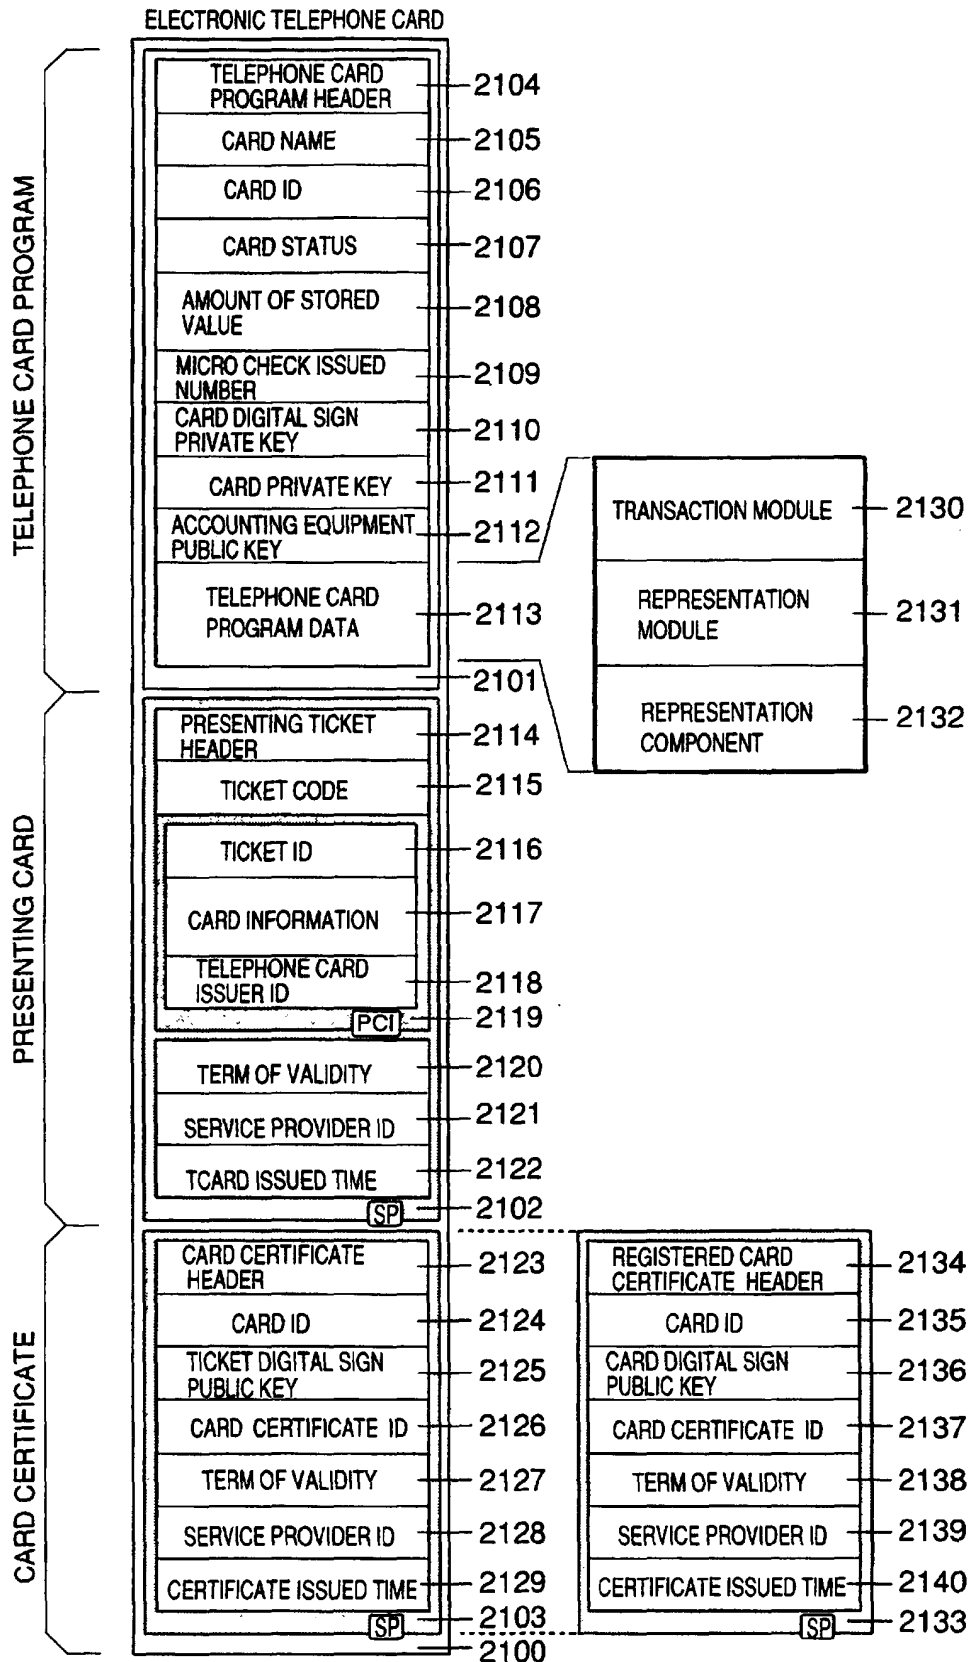 ELECTRONIC TELEPHONE CARD
TELEPHONE CARD PROGRAM
TELEPHONE CARD
PROGRAM HEADER
2104
CARD NAME
2105
CARD ID
2106
CARD STATUS
2107
AMOUNT OF STORED
VALUE
2108
MICRO CHECK ISSUED
NUMBER
2109
CARD DIGITAL SIGN
PRIVATE KEY
2110
CARD PRIVATE KEY
2111
ACCOUNTING EQUIPMENT
PUBLIC KEY
2112
TELEPHONE CARD
PROGRAM DATA
2113
2101
TRANSACTION MODULE
2130
REPRESENTATION
MODULE
2131
REPRESENTATION
COMPONENT
2132
PRESENTING CARD
PRESENTING TICKET
HEADER
2114
TICKET CODE
2115
TICKET ID
2116
CARD INFORMATION
2117
TELEPHONE CARD
ISSUER ID
2118
PCI
2119
TERM OF VALIDITY
2120
SERVICE PROVIDER ID
2121
TCARD ISSUED TIME
2122
SP
2102
CARD CERTIFICATE
CARD CERTIFICATE
HEADER
2123
CARD ID
2124
TICKET DIGITAL SIGN
PUBLIC KEY
2125
CARD CERTIFICATE ID
2126
TERM OF VALIDITY
2127
SERVICE PROVIDER ID
2128
CERTIFICATE ISSUED TIME
2129
SP
2103
2100
REGISTERED CARD
CERTIFICATE HEADER
2134
CARD ID
2135
CARD DIGITAL SIGN
PUBLIC KEY
2136
CARD CERTIFICATE ID
2137
TERM OF VALIDITY
2138
SERVICE PROVIDER ID
2139
CERTIFICATE ISSUED TIME
2140
SP
2133